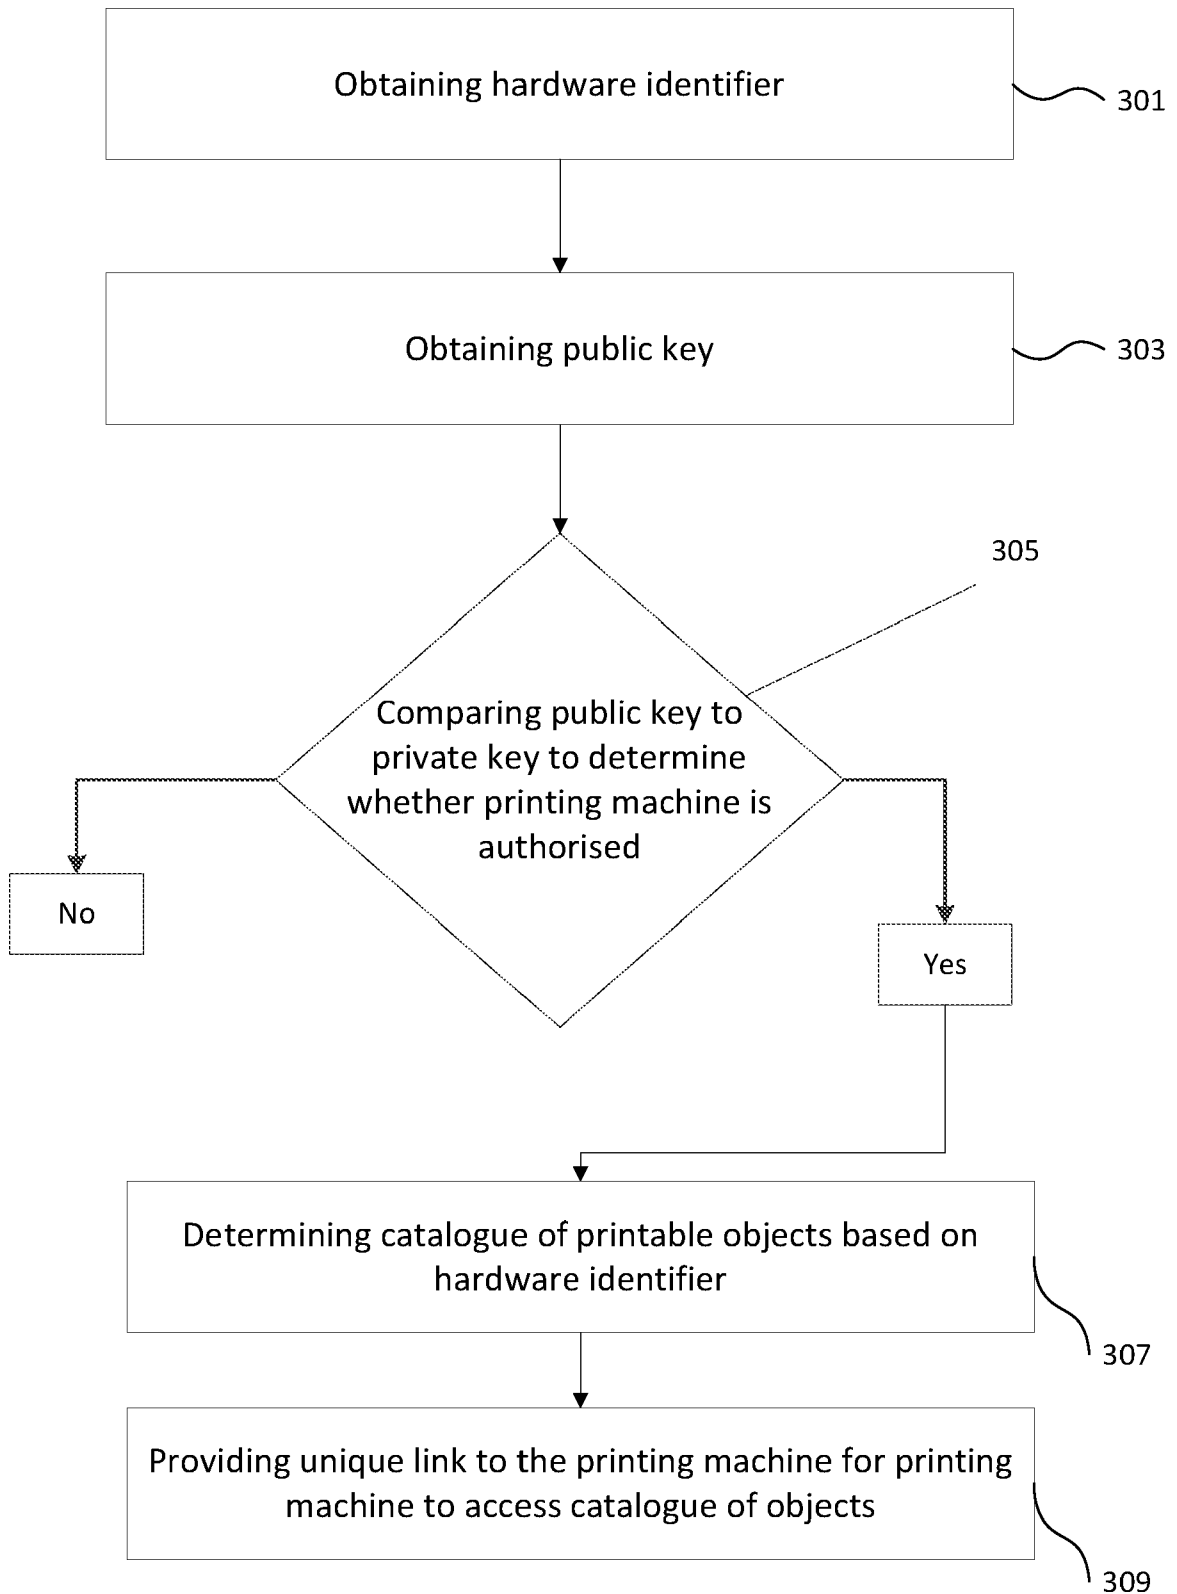 Obtaining hardware identifier
301
Obtaining public key
303
305
Comparing public key to
private key to determine
whether printing machine is
authorised
No
Yes
Determining catalogue of printable objects based on
hardware identifier
307
Providing unique link to the printing machine for printing
machine to access catalogue of objects
309